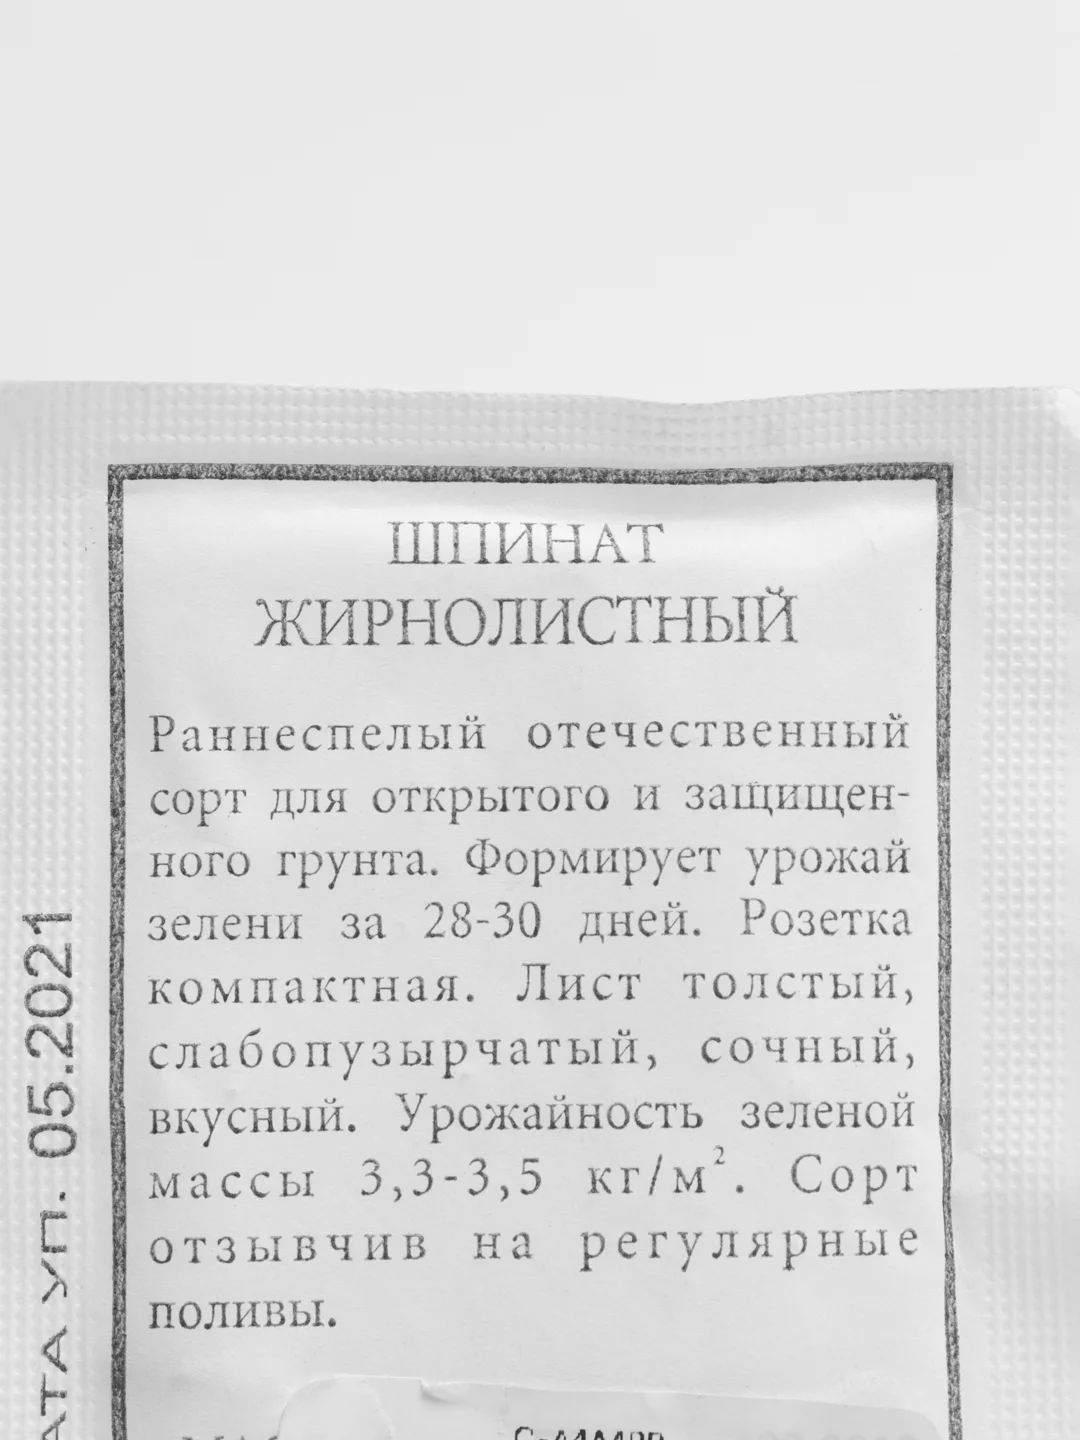 ШПИНАТ
ЖИРНОЛИСТНЫЙ
Раннеспелый отечественный
сорт для открытого и защищен-
ного грунта. Формирует урожай
зелени за 28-30 дней. Розетка
компактная. Лист толстый,
слабопузырчатый, сочный,
вкусный. Урожайность зеленой
массы 3,3-3,5 кг/м². Сорт
отзывчив на регулярные
поливы.
УП. 05.2021